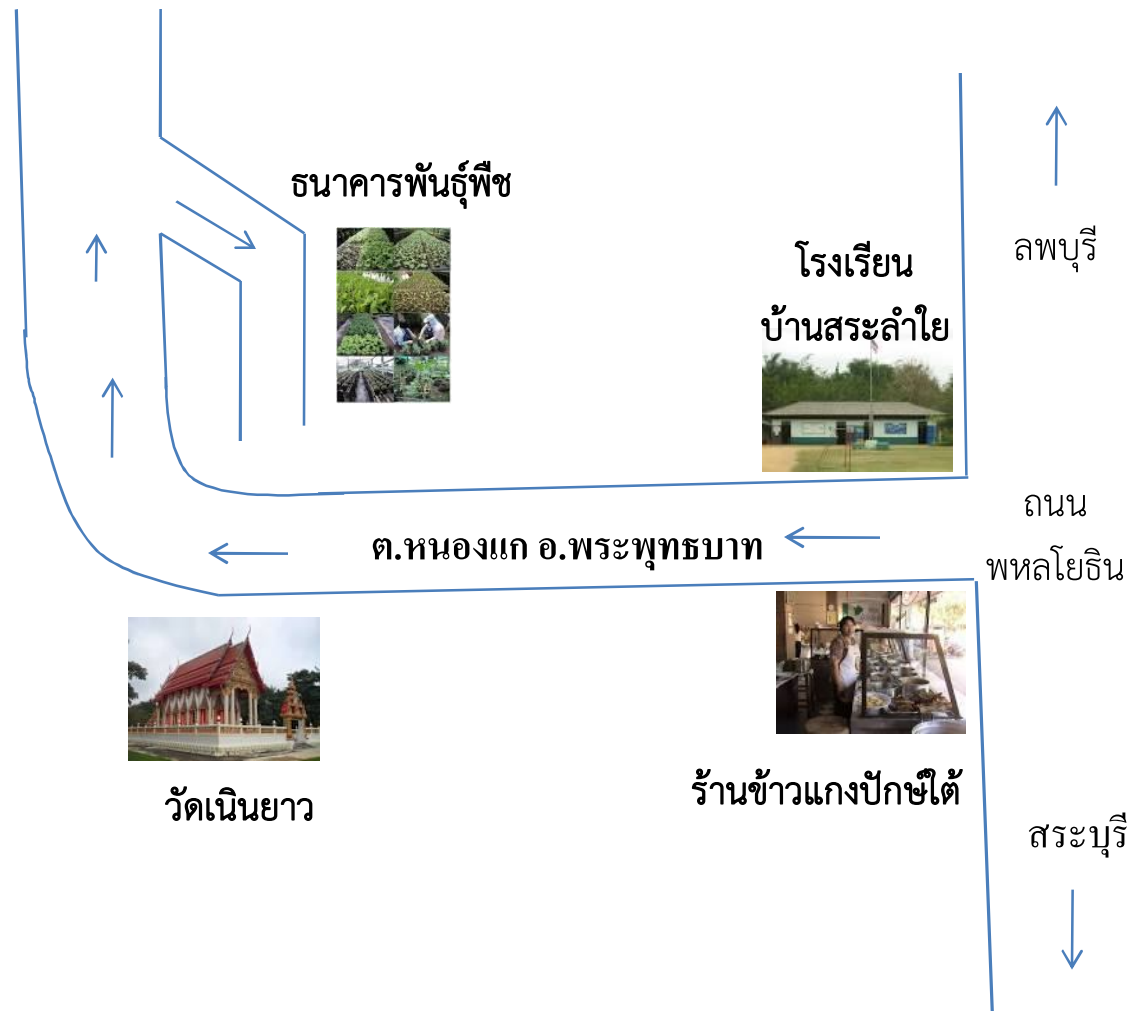 ธนาคารพันธุ์พืช
โรงเรียน
บ้านสระลำใย
ลพบุรี
ถนน
พหลโยธิน
ต.หนองแก อ.พระพุทธบาท
วัดเนินยาว
ร้านข้าวแกงปักษ์ใต้
สระบุรี